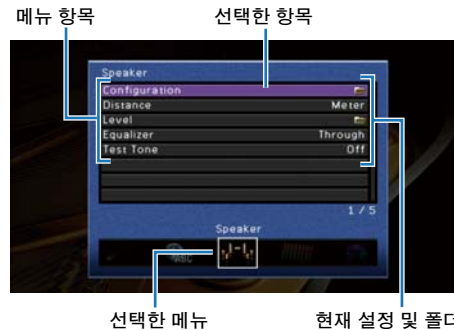 메뉴 항목
선택한 항목
Speaker
Configuration
Distance Meter
Level
Equalizer Through
Test Tone Off
1 / 5
Speaker
ABC
선택한 메뉴
현재 설정 및 폴더